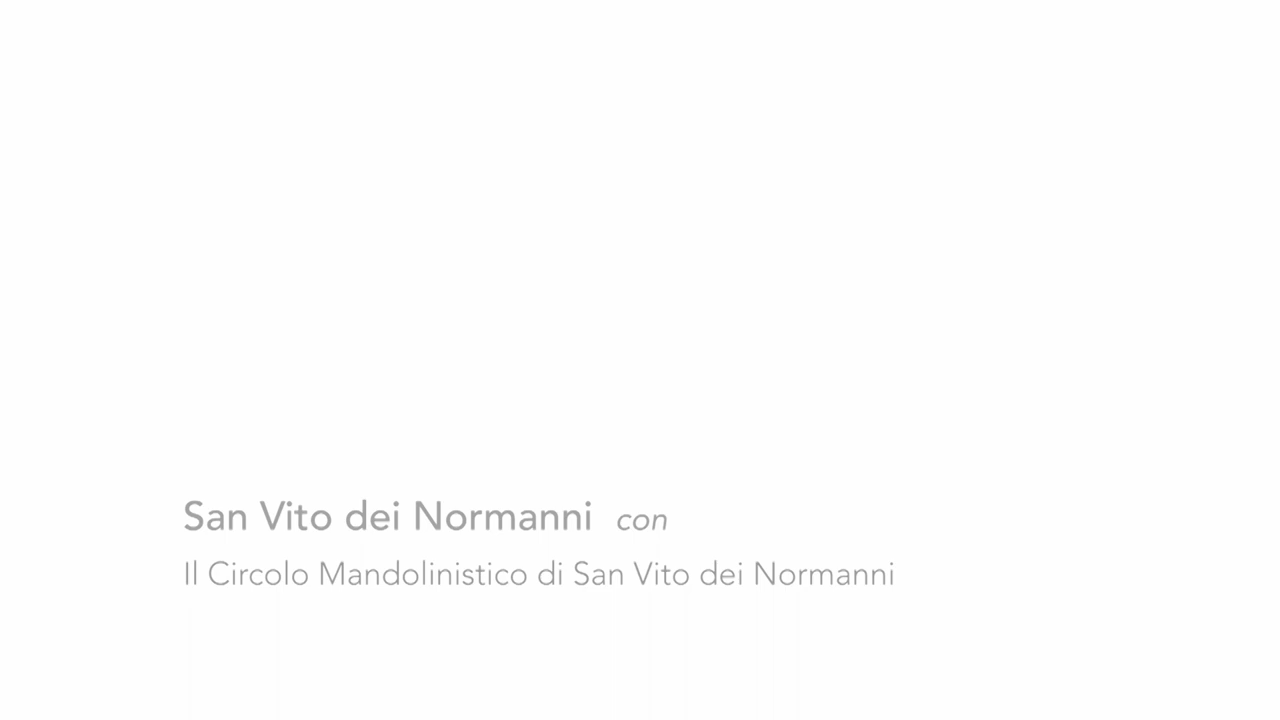 San Vito dei Normanni con
Il Circolo Mandolinistico di San Vito dei Normanni